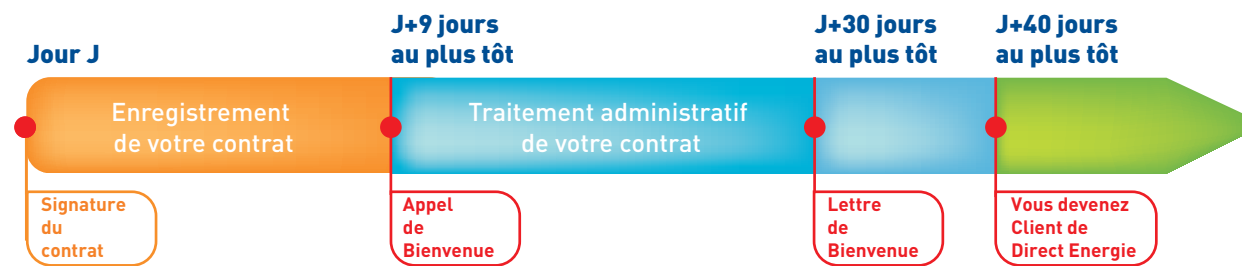 Jour J
J+9 jours
au plus tôt
J+30 jours
au plus tôt
J+40 jours
au plus tôt
Enregistrement
de votre contrat
Traitement administratif
de votre contrat
Signature
du
contrat
Appel
de
Bienvenue
Lettre
de
Bienvenue
Vous devenez
Client de
Direct Energie